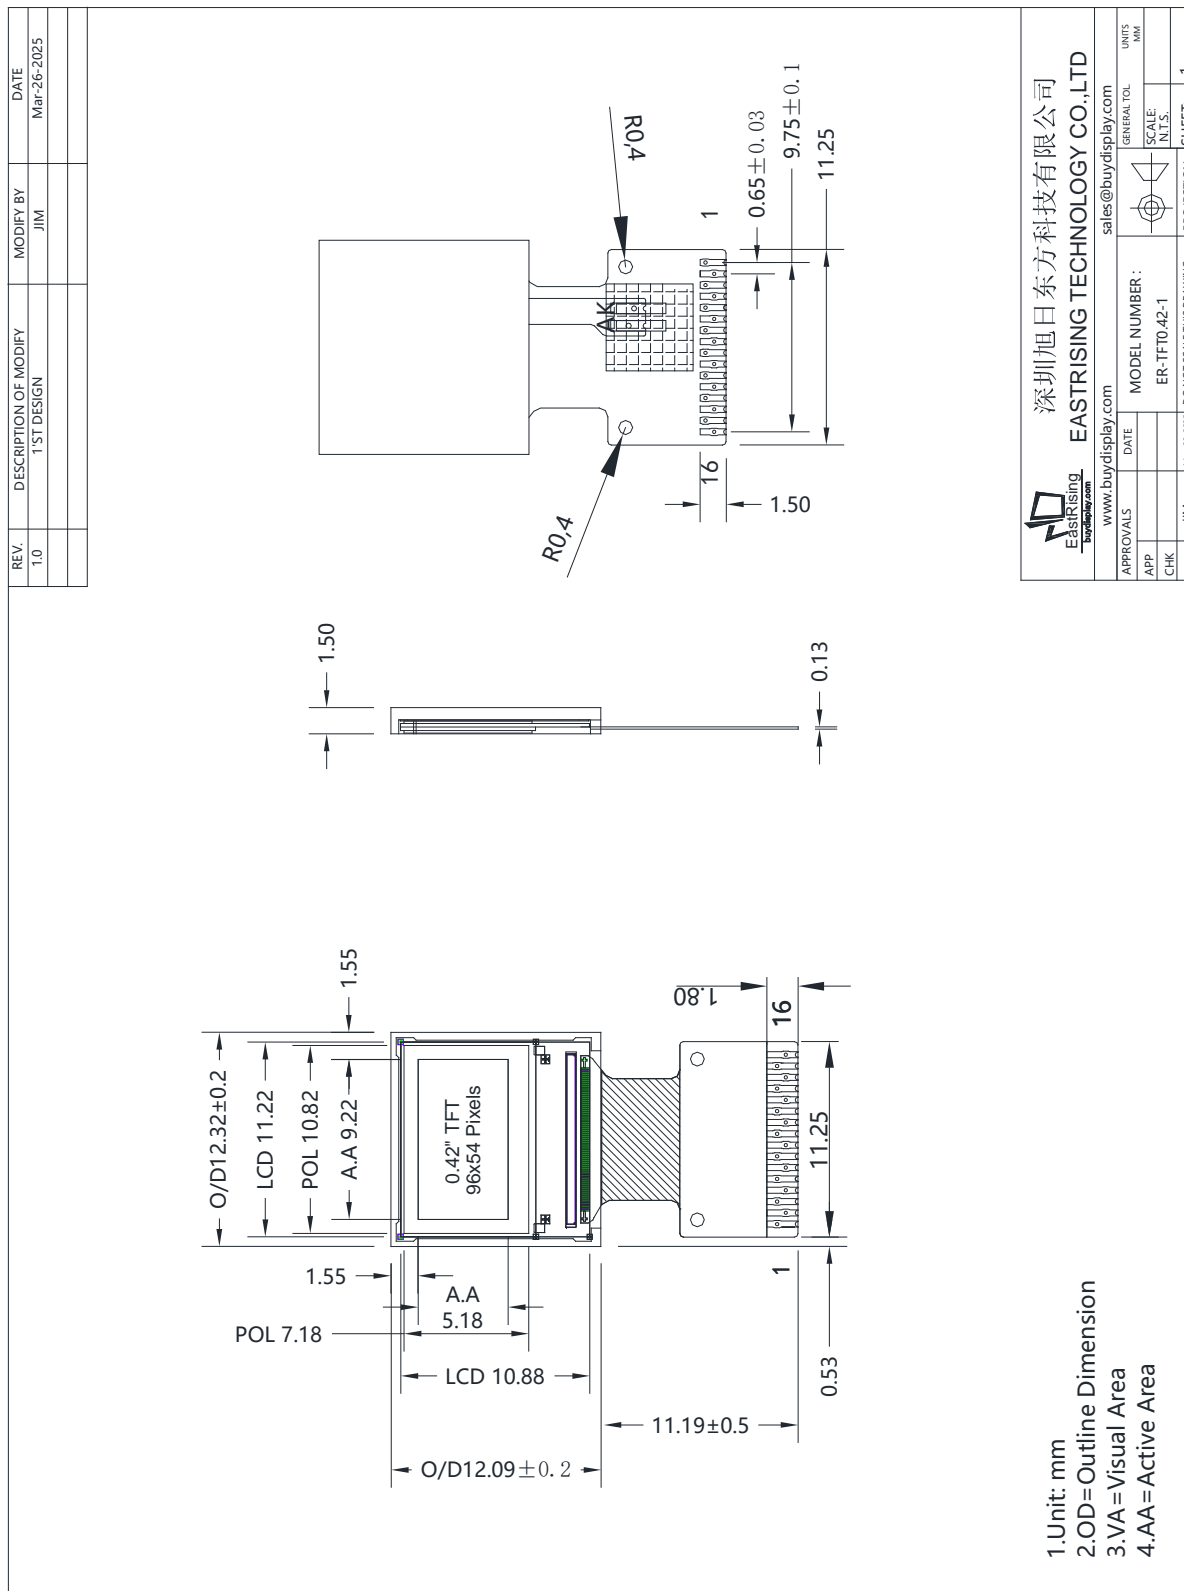 REV.
DESCRIPTION OF MODIFY
MODIFY BY
DATE
1.0
1'ST DESIGN
JIM
Mar-26-2025
O/D12.32±0.2
LCD 11.22
POL 10.82
A.A 9.22
1.55
0.42" TFT
96x54 Pixels
1.55
A.A
5.18
POL 7.18
LCD 10.88
O/D12.09±0.2
11.19±0.5
0.53
1
16
11.25
1.80
1.50
0.13
R0,4
R0,4
A
K
1
16
0.65±0.03
9.75±0.1
11.25
1.50
1.Unit: mm
2.OD=Outline Dimension
3.VA=Visual Area
4.AA=Active Area
EastRising
buydisplay.com
深圳旭日东方科技有限公司
EASTRISING TECHNOLOGY CO.,LTD
www.buydisplay.com
sales@buydisplay.com
APPROVALS
DATE
APP
CHK
MODEL NUMBER :
ER-TFT0.42-1
GENERAL TOL.
UNITS
MM
SCALE:
N.T.S.
SHEET
1